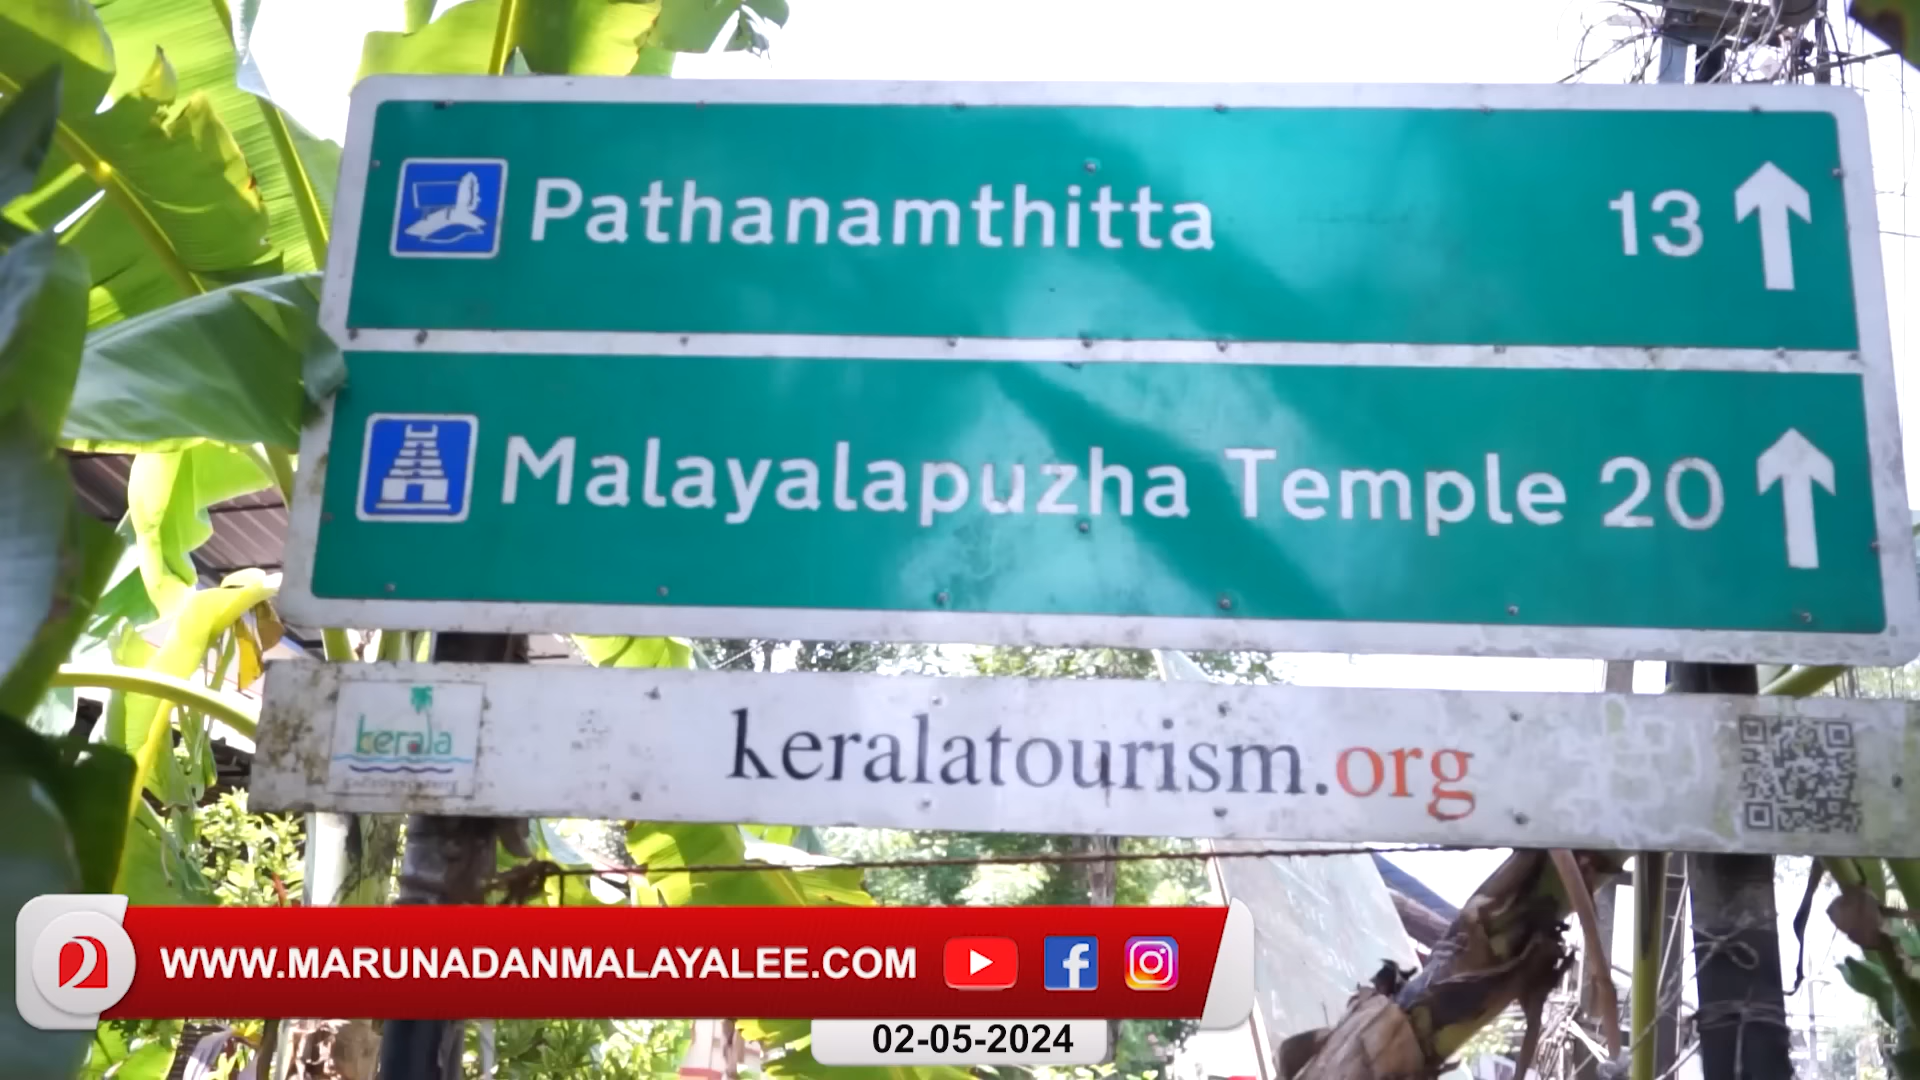 Pathanamthitta 13
Malayalapuzha Temple 20
kerala
keralatourism.org
WWW.MARUNADANMALAYALEE.COM
02-05-2024